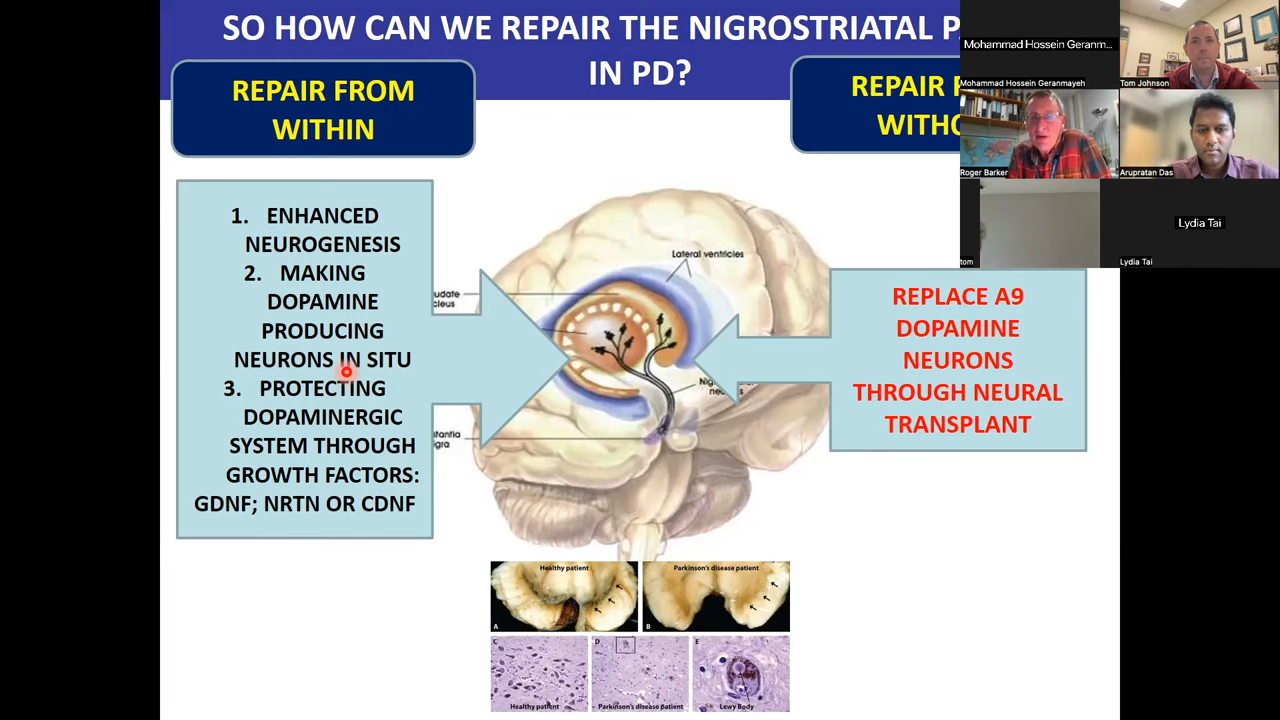 SO HOW CAN WE REPAIR THE NIGROSTRIATAL
IN PD?
REPAIR FROM
WITHIN
REPAIR
1. ENHANCED
NEUROGENESIS
2. MAKING
DOPAMINE
PRODUCING
NEURONS IN SITU
3. PROTECTING
DOPAMINERGIC
SYSTEM THROUGH
GROWTH FACTORS:
GDNF; NRTN OR CDNF
Lateral ventricles
REPLACE A9
DOPAMINE
NEURONS
THROUGH NEURAL
TRANSPLANT
Healthy patient
Parkinson's disease patient
A
B
C
D
E
Healthy patient
Parkinson's disease patient
Lewy Body
Mohammad Hossein Geranm...
Mohammad Hossein Geranmayeh
Tom Johnson
Roger Barker
Arupratan Das
tom
Lydia Tai
Lydia Tai